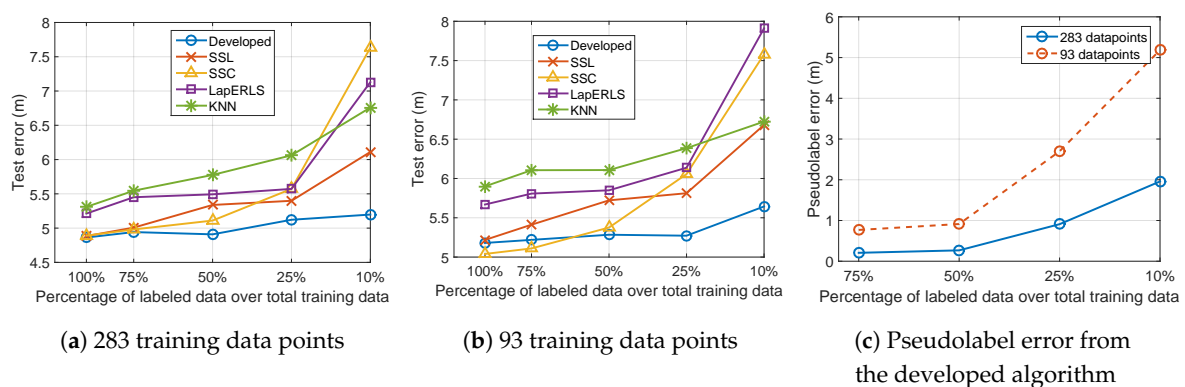 8
7.5
7
6.5
6
5.5
5
4.5
Test error (m)
Developed
SSL
SSC
LapERLS
KNN
100% 75% 50% 25% 10%
Percentage of labeled data over total training data
(a) 283 training data points
8
7.5
7
6.5
6
5.5
5
Test error (m)
Developed
SSL
SSC
LapERLS
KNN
100% 75% 50% 25% 10%
Percentage of labeled data over total training data
(b) 93 training data points
6
5
4
3
2
1
0
Pseudolabel error (m)
283 datapoints
93 datapoints
75% 50% 25% 10%
Percentage of labeled data over total training data
(c) Pseudolabel error from
the developed algorithm